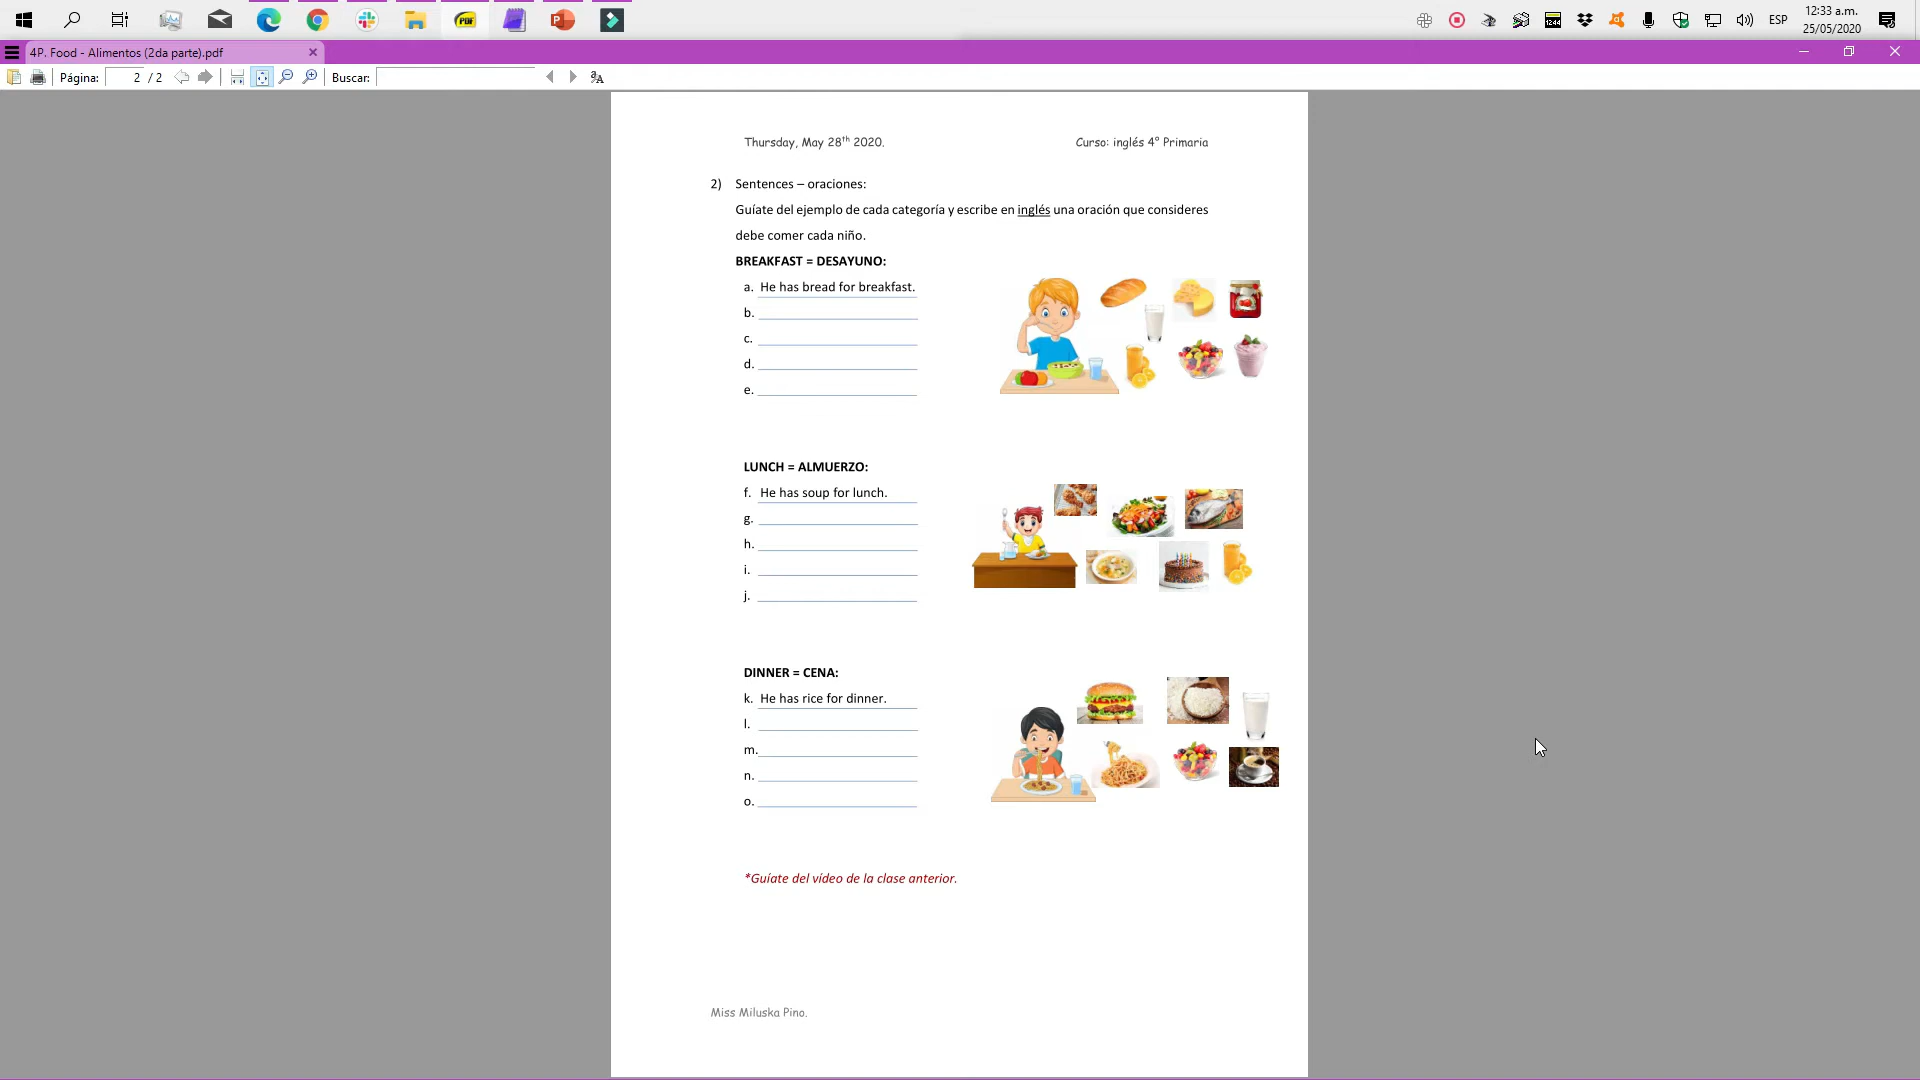 12:33 a.m.
ESP
25/05/2020
4P. Food - Alimentos (2da parte).pdf
Página: 2 / 2 Buscar:
Thursday, May 28th 2020. Curso: inglés 4° Primaria
2) Sentences – oraciones:
Guíate del ejemplo de cada categoría y escribe en inglés una oración que consideres
debe comer cada niño.
BREAKFAST = DESAYUNO:
a. He has bread for breakfast.
b.
c.
d.
e.
LUNCH = ALMUERZO:
f. He has soup for lunch.
g.
h.
i.
j.
DINNER = CENA:
k. He has rice for dinner.
l.
m.
n.
o.
*Guíate del vídeo de la clase anterior.
Miss Miluska Pino.